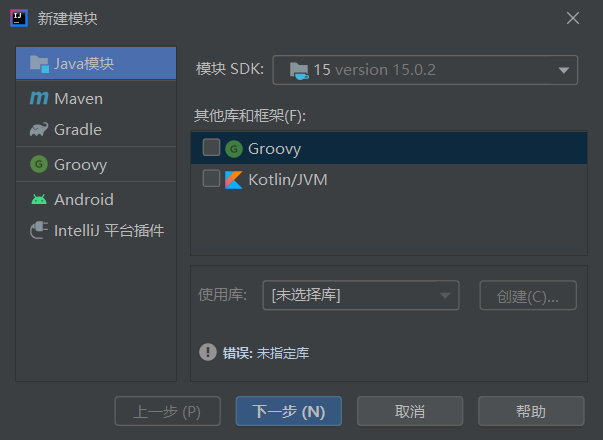 新建模块
Java模块
Maven
Gradle
Groovy
Android
IntelliJ 平台插件
模块 SDK: 15 version 15.0.2
其他库和框架(F):
Groovy
Kotlin/JVM
使用库: [未选择库] 创建(C)...
错误: 未指定库
上一步 (P) 下一步 (N) 取消 帮助